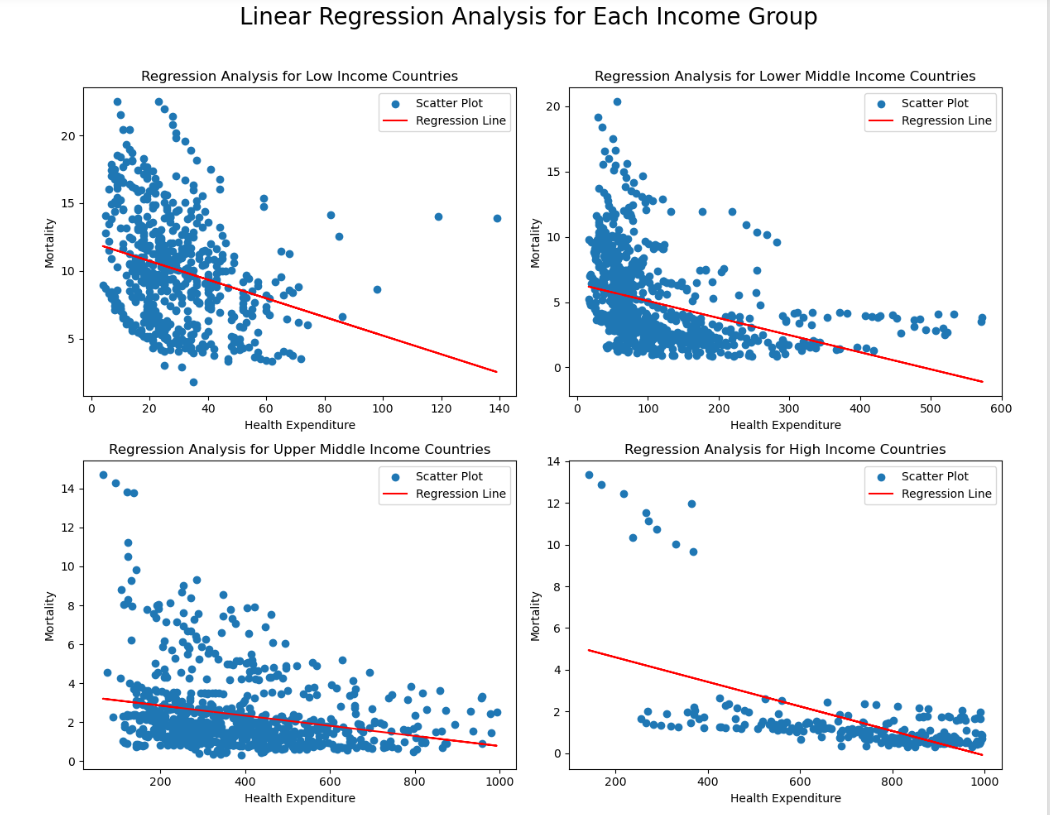 Linear Regression Analysis for Each Income Group
Regression Analysis for Low Income Countries
Scatter Plot
Regression Line
Mortality
20
15
10
5
0
20
40
60
80
100
120
140
Health Expenditure
Regression Analysis for Lower Middle Income Countries
Scatter Plot
Regression Line
Mortality
20
15
10
5
0
0
100
200
300
400
500
600
Health Expenditure
Regression Analysis for Upper Middle Income Countries
Scatter Plot
Regression Line
Mortality
14
12
10
8
6
4
2
0
200
400
600
800
1000
Health Expenditure
Regression Analysis for High Income Countries
Scatter Plot
Regression Line
Mortality
14
12
10
8
6
4
2
0
200
400
600
800
1000
Health Expenditure